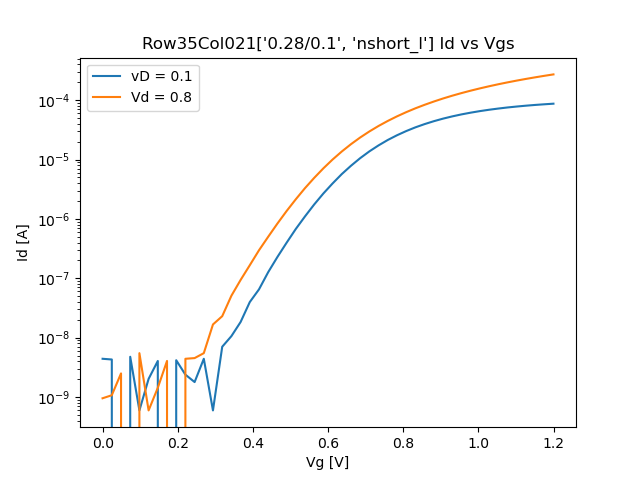 Row35Col021['0.28/0.1', 'nshort_l'] Id vs Vgs
vD = 0.1
Vd = 0.8
Id [A]
10⁻⁴
10⁻⁵
10⁻⁶
10⁻⁷
10⁻⁸
10⁻⁹
0.0 0.2 0.4 0.6 0.8 1.0 1.2
Vg [V]